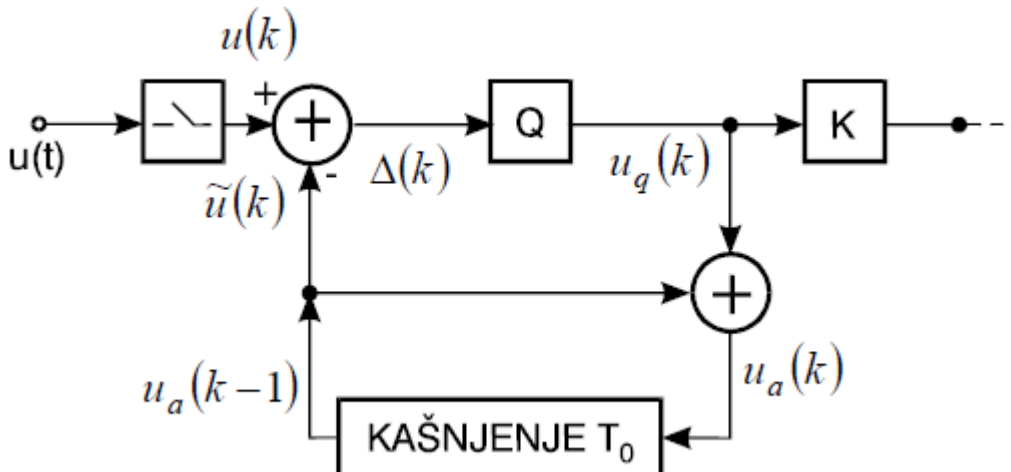 u(k)
+
+
Q
K
u(t)
ũ(k)
-
Δ(k)
u_q(k)
+
u_a(k-1)
u_a(k)
KAŠNJENJE T₀